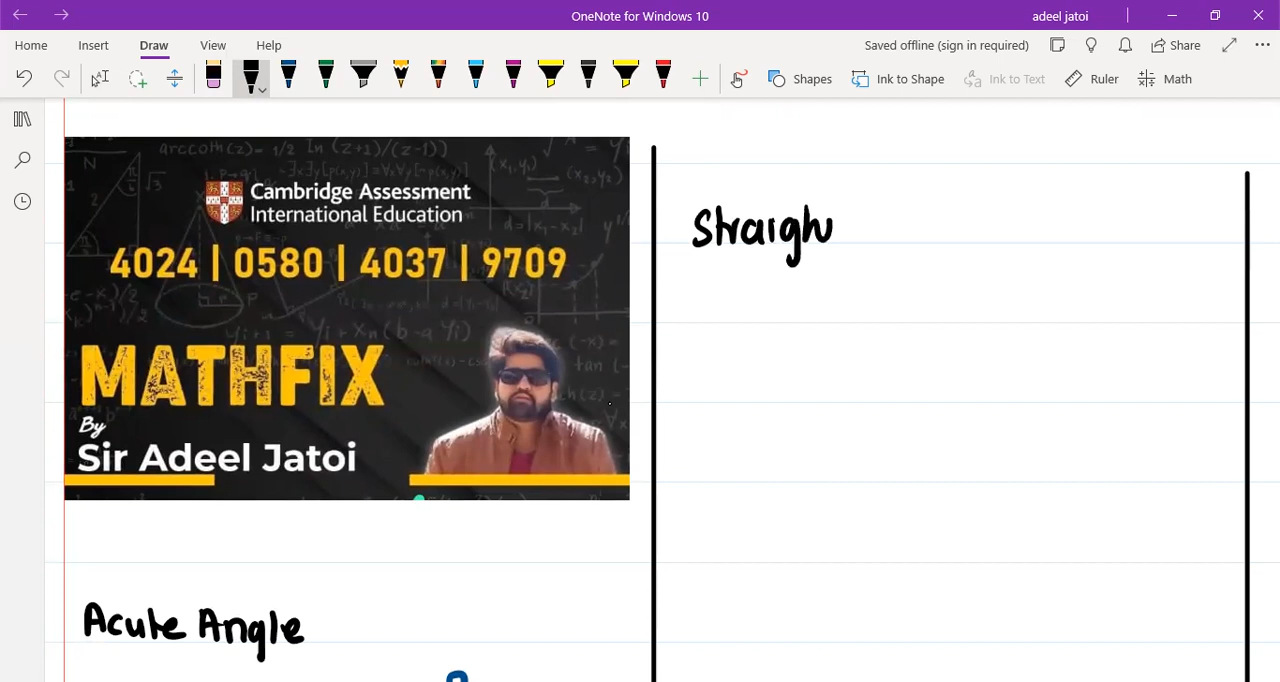 OneNote for Windows 10
adeel jatoi
Home Insert Draw View Help
Saved offline (sign in required)
Share
Shapes
Ink to Shape
Ink to Text
Ruler
Math
Cambridge Assessment
International Education
4024 | 0580 | 4037 | 9709
MATHFIX
By
Sir Adeel Jatoi
Acute Angle
Straigh